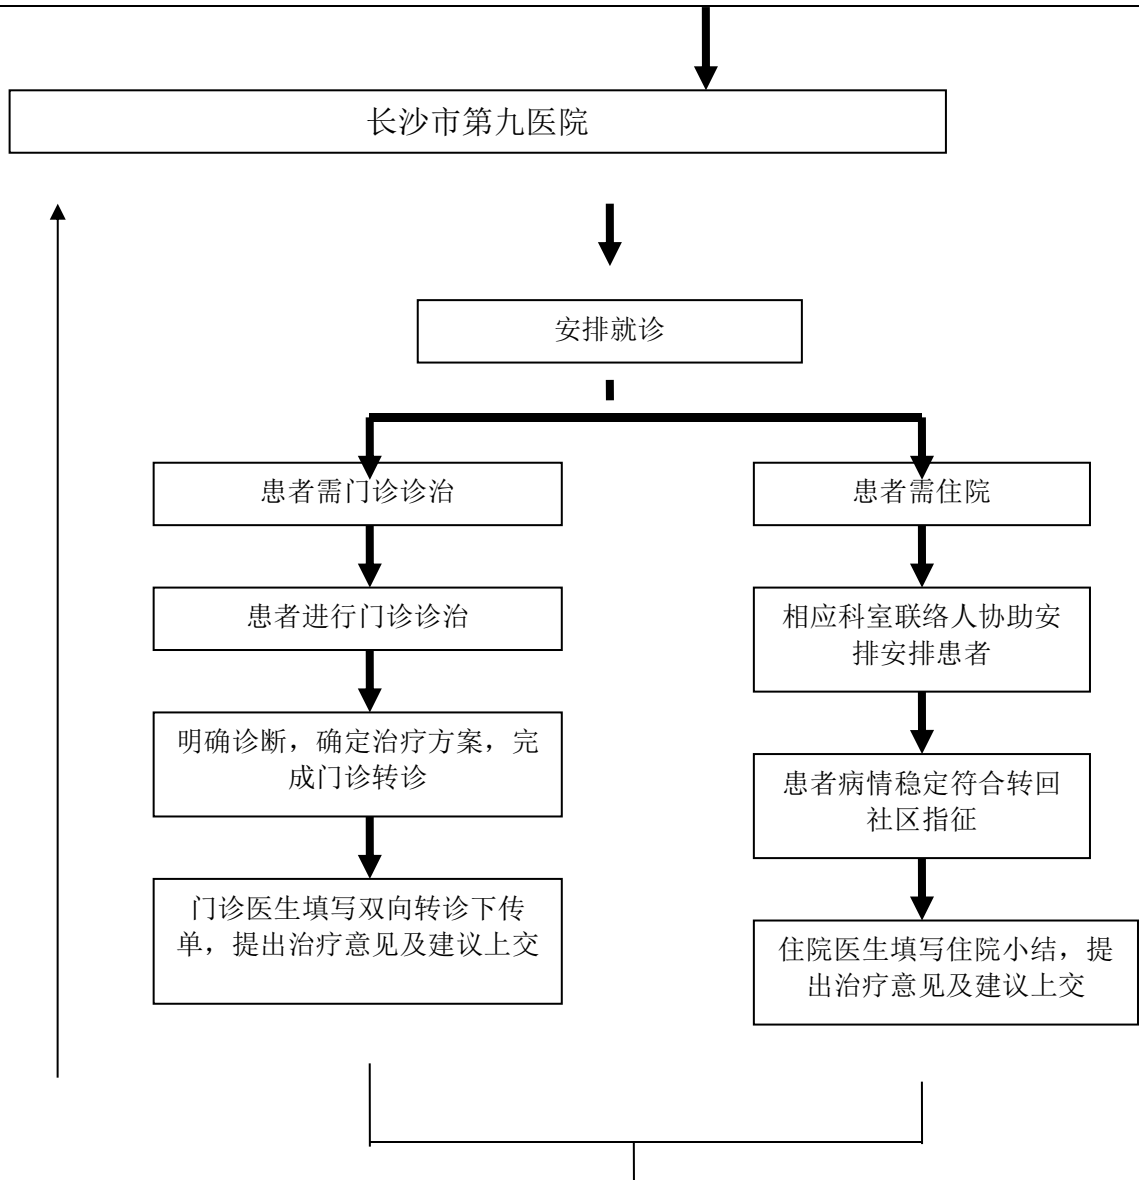 长沙市第九医院
安排就诊
患者需门诊诊治
患者需住院
患者进行门诊诊治
相应科室联络人协助安
排安排患者
明确诊断，确定治疗方案，完
成门诊转诊
患者病情稳定符合转回
社区指征
门诊医生填写双向转诊下传
单，提出治疗意见及建议上交
住院医生填写住院小结，提
出治疗意见及建议上交